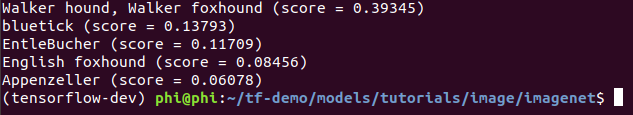 Walker hound, Walker foxhound (score = 0.39345)
bluetick (score = 0.13793)
EntleBucher (score = 0.11709)
English foxhound (score = 0.08456)
Appenzeller (score = 0.06078)
(tensorflow-dev) phi@phi:~/tf-demo/models/tutorials/image/imagenet$